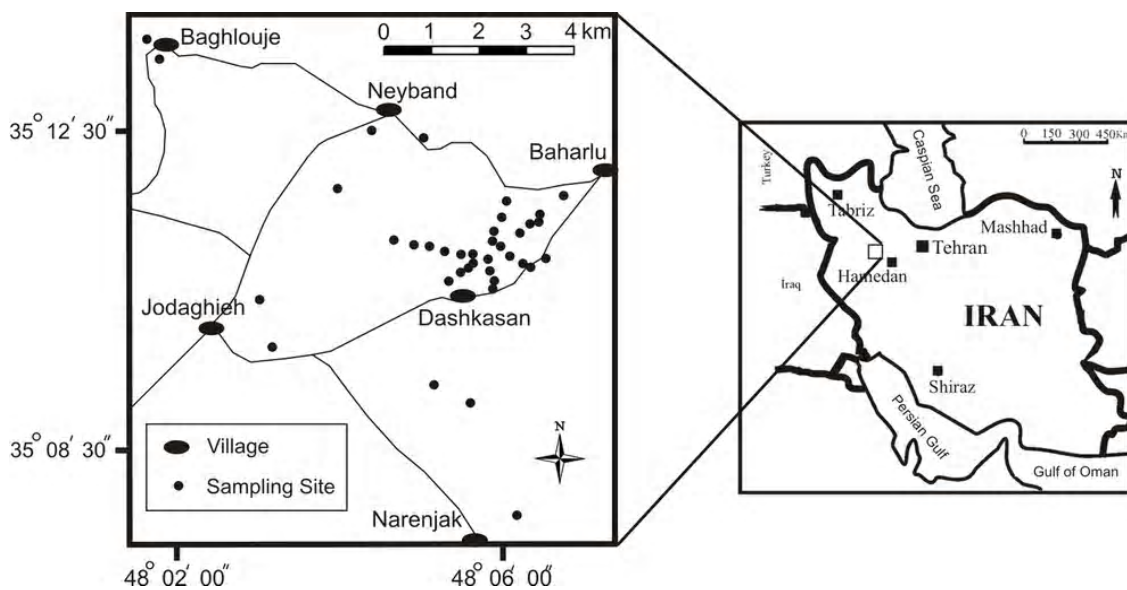 Baghlouje
0 1 2 3 4 km
Neyband
35° 12' 30"
Baharlu
Jodaghieh
Dashkasan
35° 08' 30"
N
Village
Sampling Site
Narenjak
48° 02' 00"
48° 06' 00"
0 150 300 450Km
Turkey
Caspian Sea
N
Tabriz
Mashhad
Tehran
Hamedan
Iraq
IRAN
Shiraz
Persian Gulf
Gulf of Oman